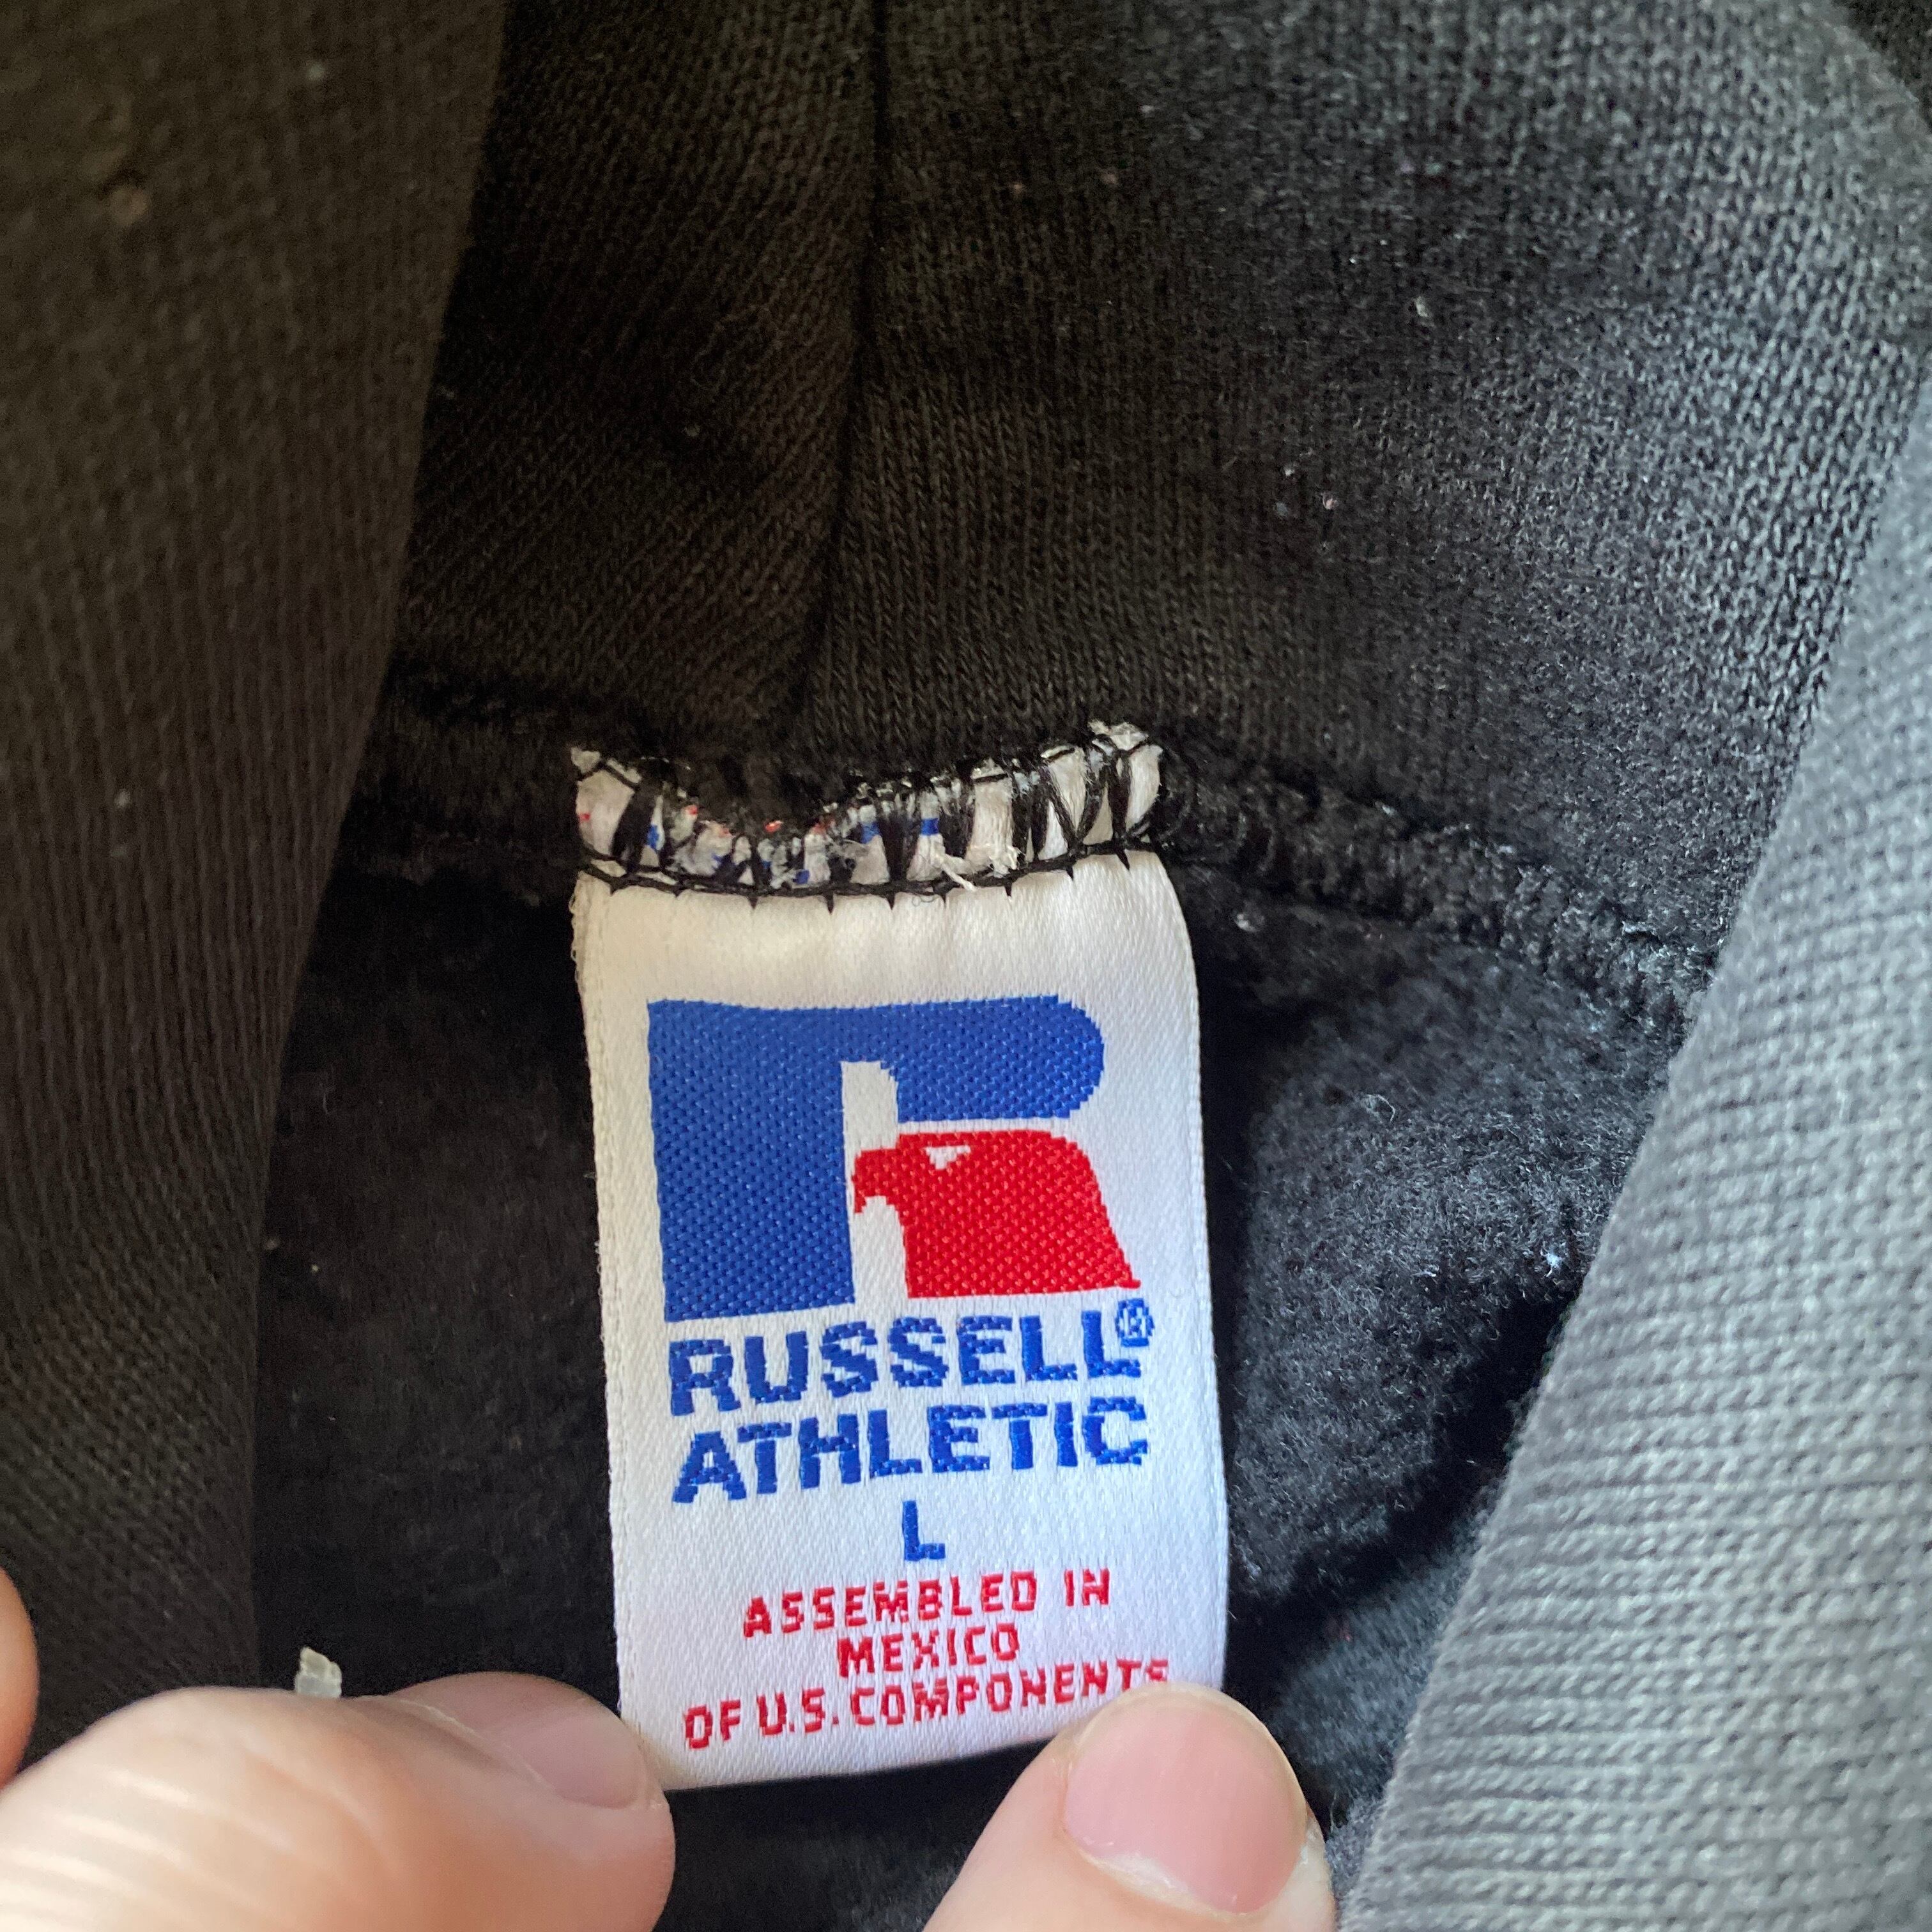 RUSSELL®
ATHLETIC
L
ASSEMBLED IN
MEXICO
OF U.S. COMPONENTS